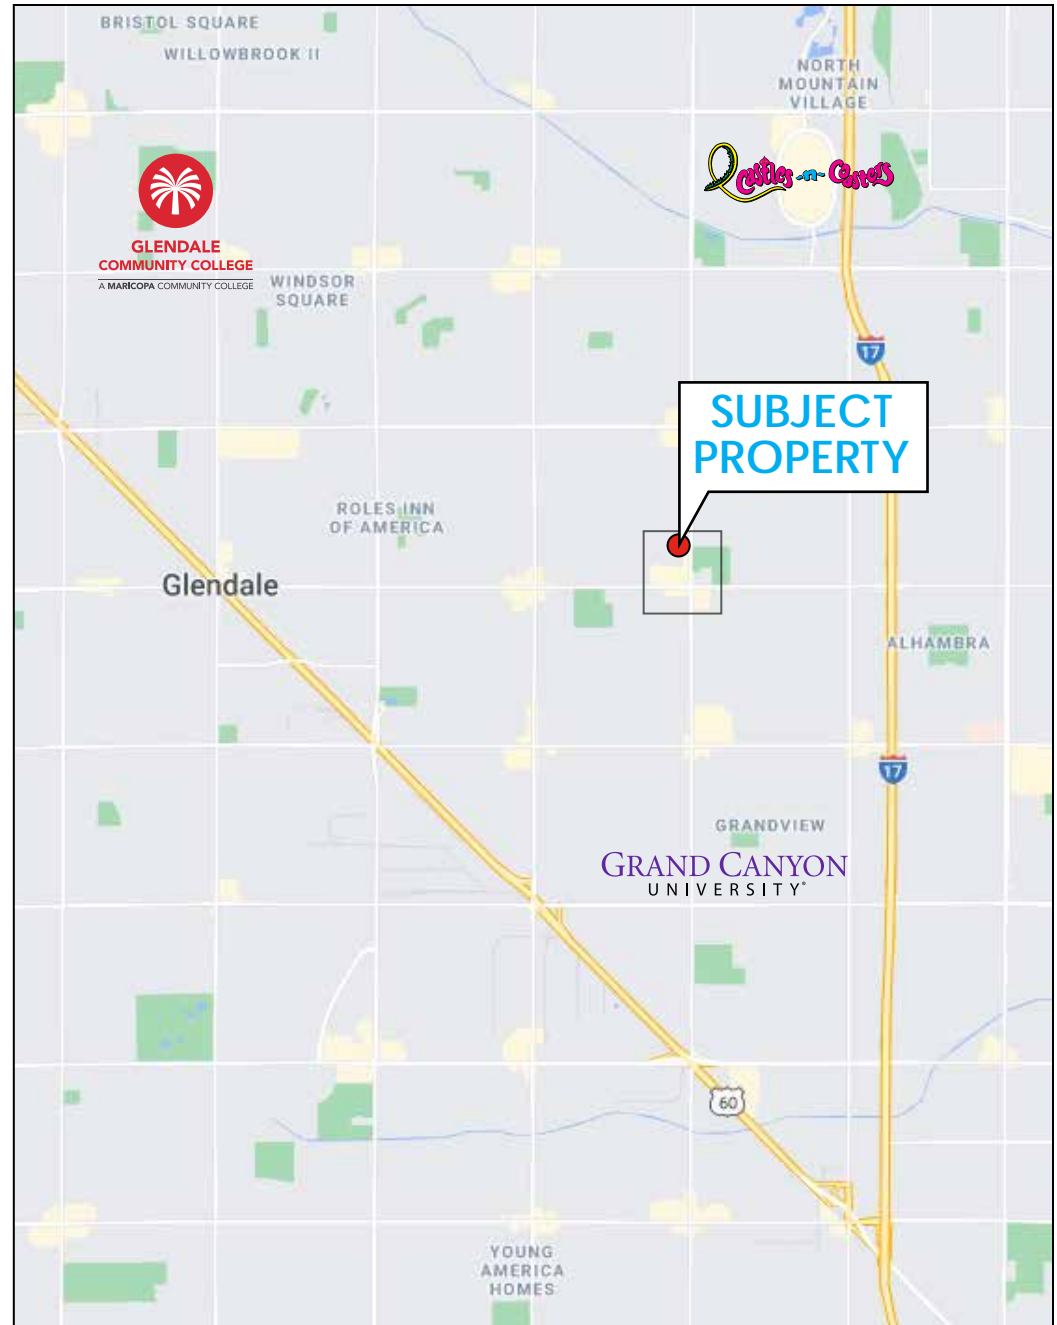 BRISTOL SQUARE
WILLOWBROOK II
NORTH
MOUNTAIN
VILLAGE
Castles -n- Coasters
GLENDALE
COMMUNITY COLLEGE
A MARICOPA COMMUNITY COLLEGE
WINDSOR
SQUARE
17
SUBJECT
PROPERTY
ROLES INN
OF AMERICA
Glendale
ALHAMBRA
17
GRANDVIEW
GRAND CANYON
UNIVERSITY®
60
YOUNG
AMERICA
HOMES